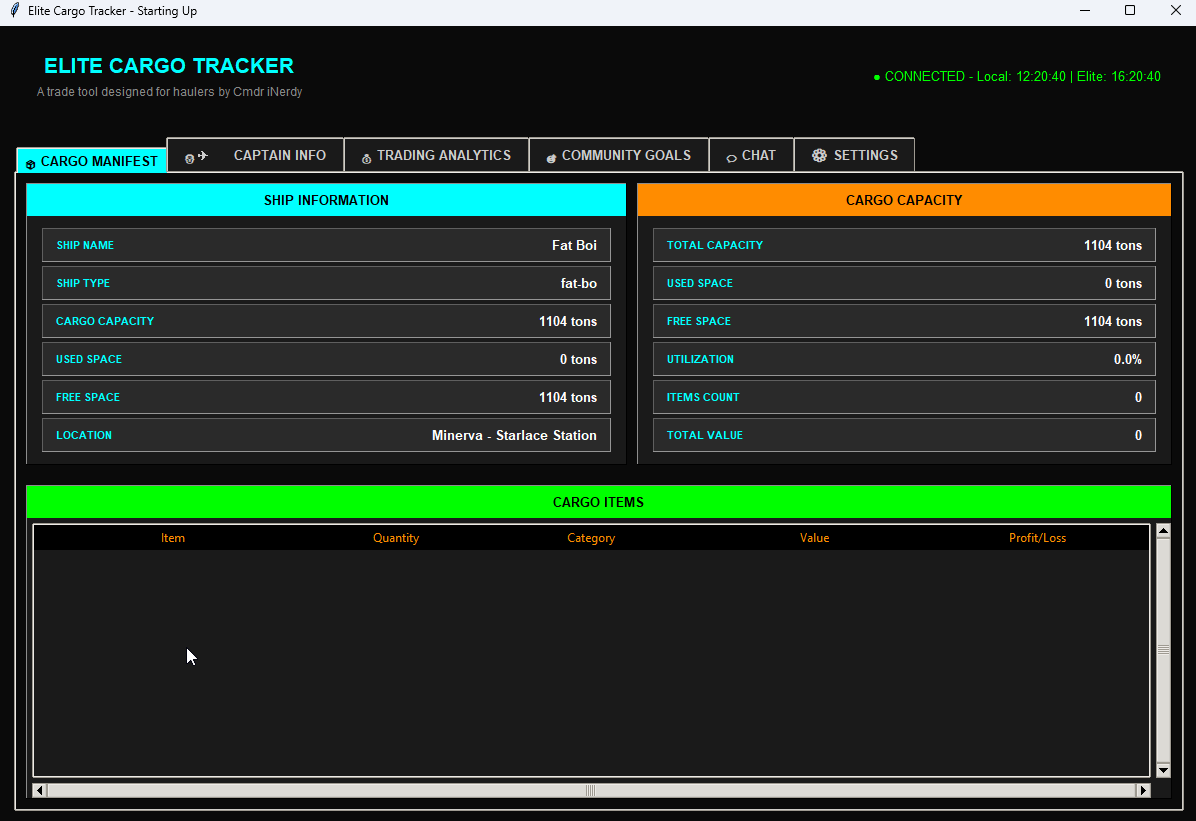 Elite Cargo Tracker - Starting Up
ELITE CARGO TRACKER
A trade tool designed for haulers by Cmdr iNerdy
● CONNECTED - Local: 12:20:40 | Elite: 16:20:40
CARGO MANIFEST
CAPTAIN INFO
TRADING ANALYTICS
COMMUNITY GOALS
CHAT
SETTINGS
SHIP INFORMATION
SHIP NAME Fat Boi
SHIP TYPE fat-bo
CARGO CAPACITY 1104 tons
USED SPACE 0 tons
FREE SPACE 1104 tons
LOCATION Minerva - Starlace Station
CARGO CAPACITY
TOTAL CAPACITY 1104 tons
USED SPACE 0 tons
FREE SPACE 1104 tons
UTILIZATION 0.0%
ITEMS COUNT 0
TOTAL VALUE 0
CARGO ITEMS
Item Quantity Category Value Profit/Loss